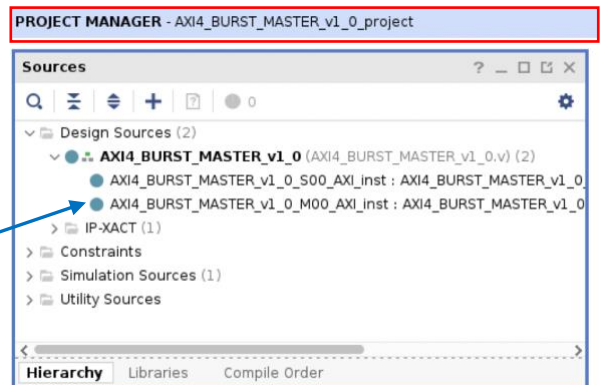 PROJECT MANAGER - AXI4_BURST_MASTER_v1_0_project
Sources
? _ □ X
0
Design Sources (2)
AXI4_BURST_MASTER_v1_0 (AXI4_BURST_MASTER_v1_0.v) (2)
AXI4_BURST_MASTER_v1_0_S00_AXI_inst : AXI4_BURST_MASTER_v1_0_
AXI4_BURST_MASTER_v1_0_M00_AXI_inst : AXI4_BURST_MASTER_v1_0
IP-XACT (1)
Constraints
Simulation Sources (1)
Utility Sources
Hierarchy Libraries Compile Order